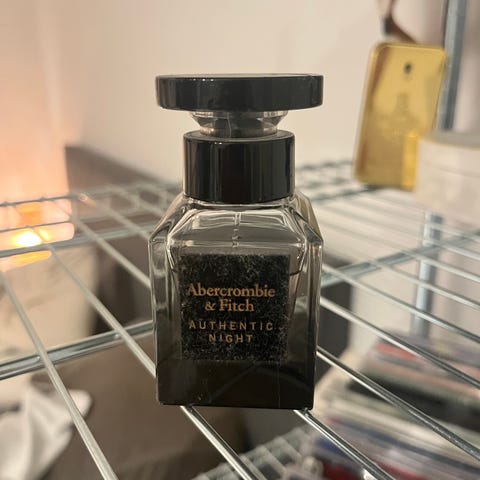 Abercrombie
& Fitch
AUTHENTIC
NIGHT